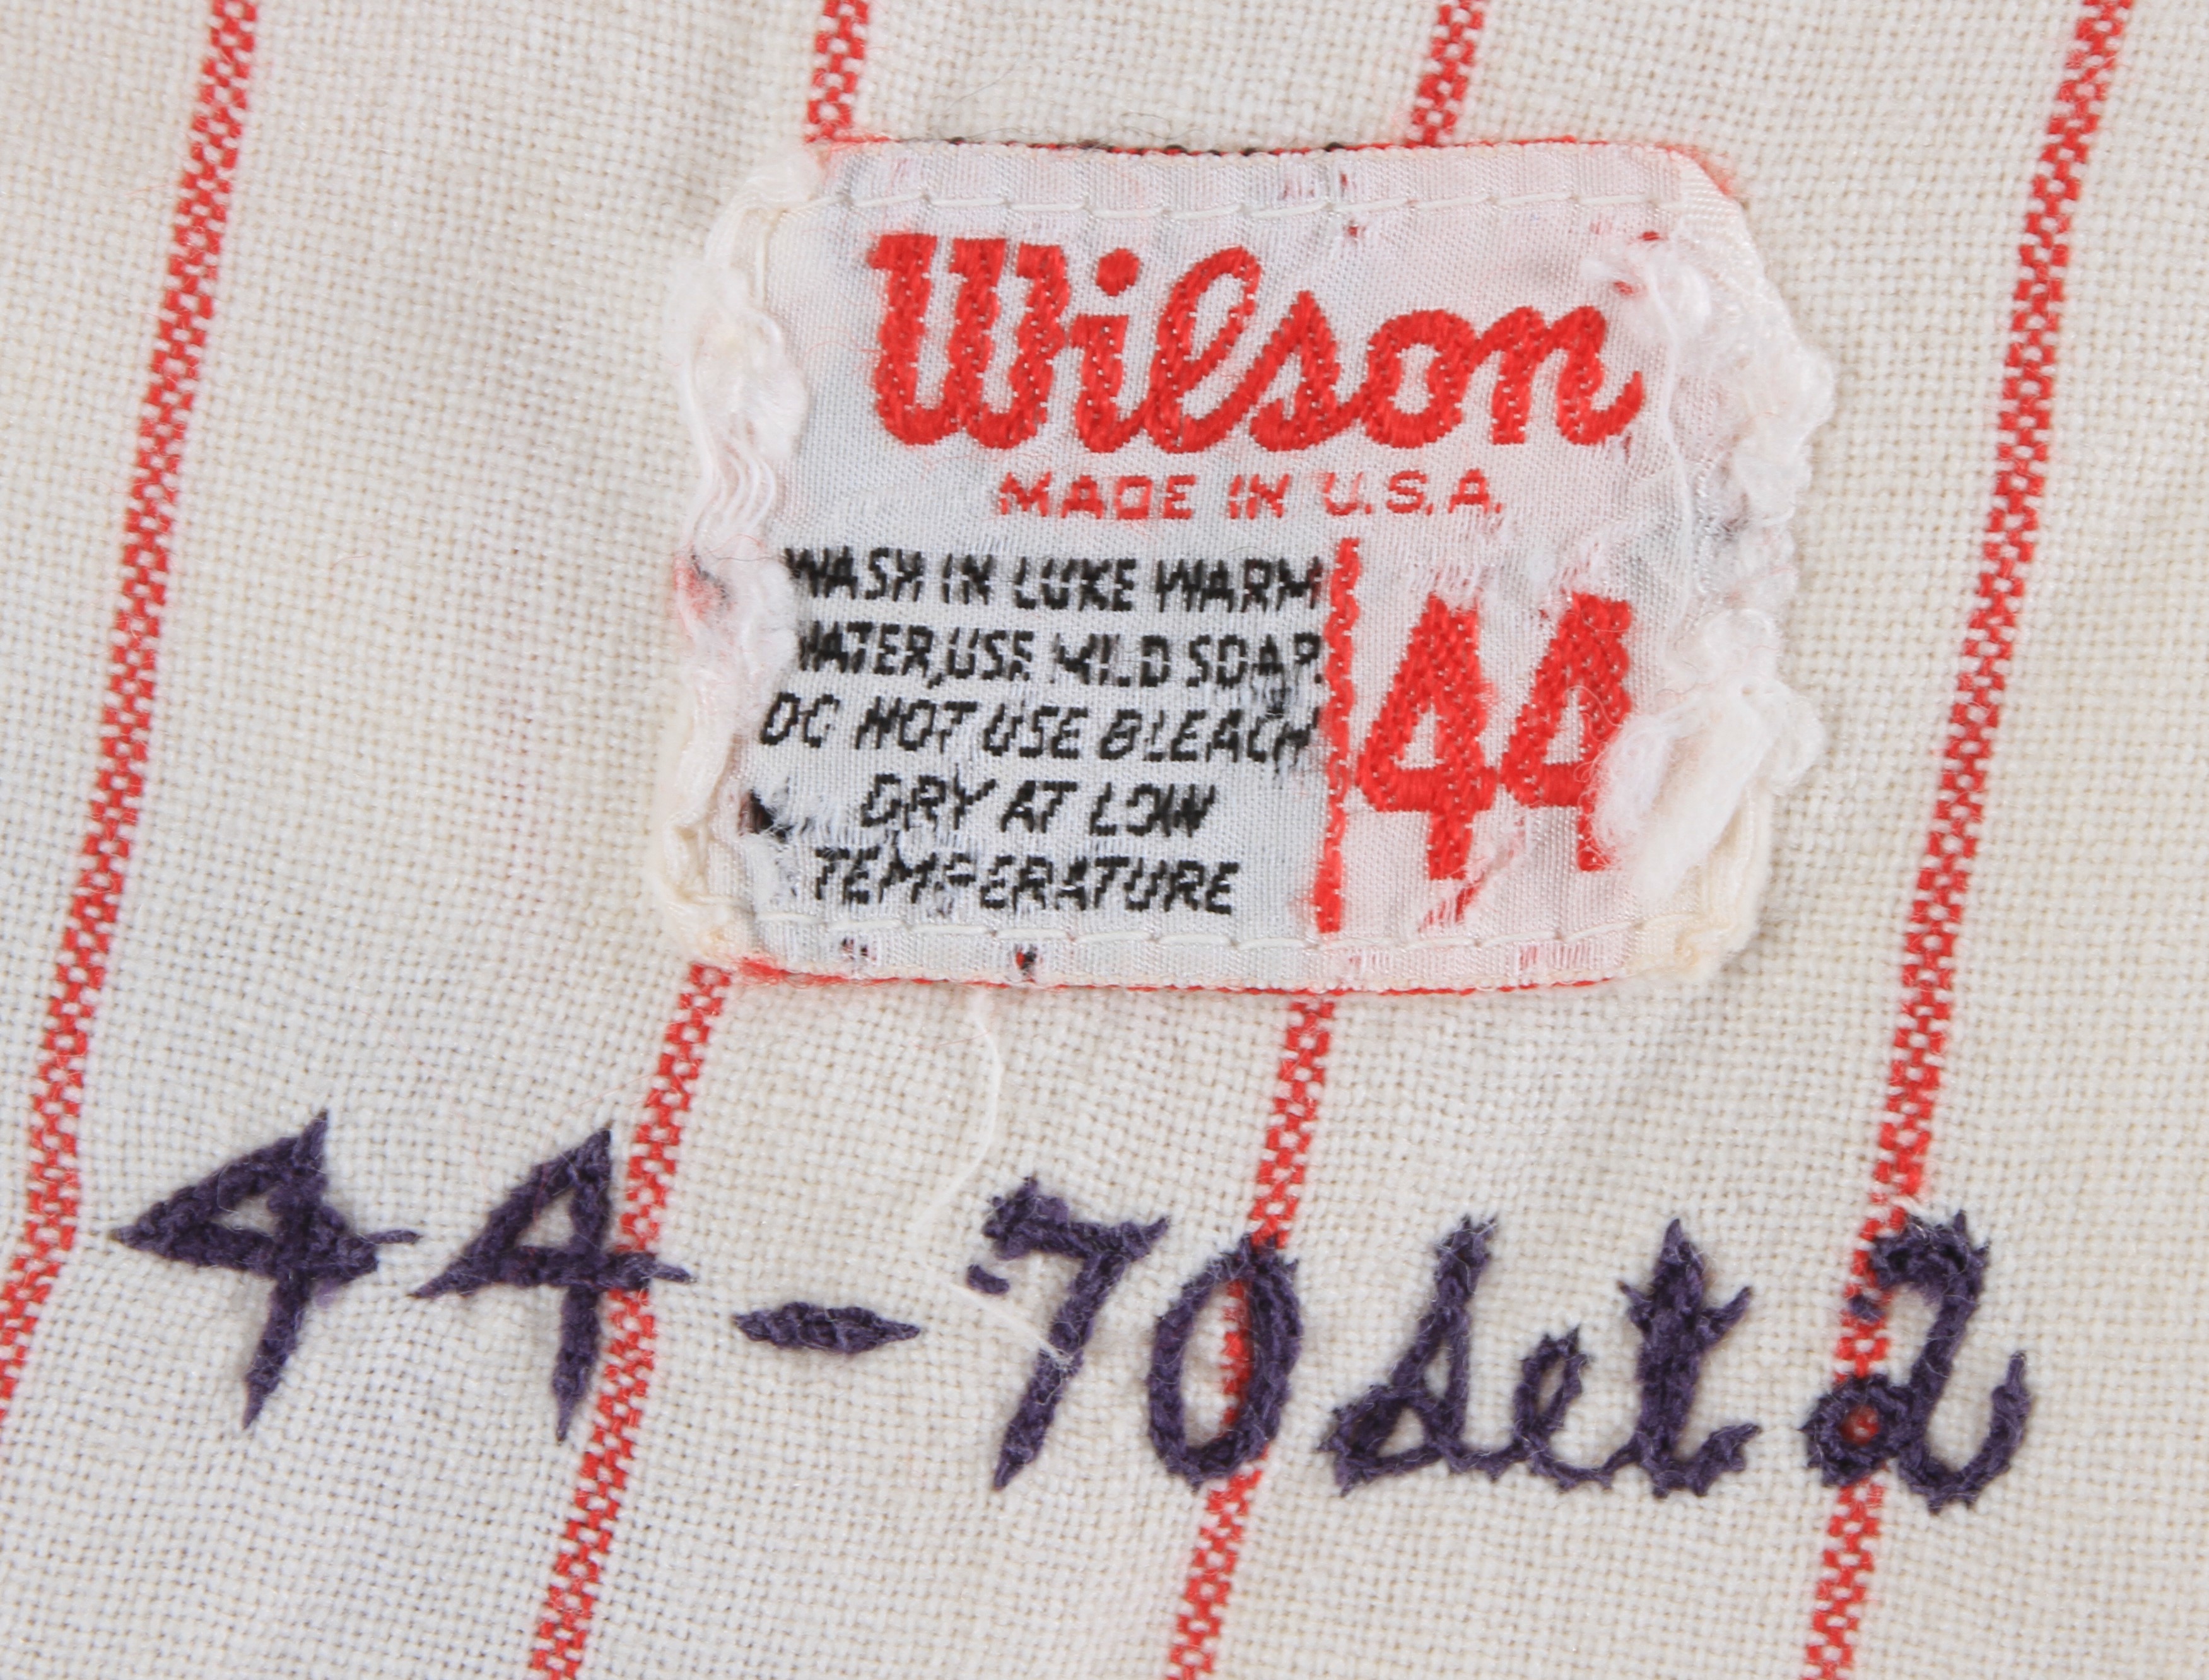 Wilson
MADE IN U.S.A.
WASH IN LUKE WARM
WATER, USE MILD SOAP.
DO NOT USE BLEACH
DRY AT LOW
TEMPERATURE
44
44-70 set 2